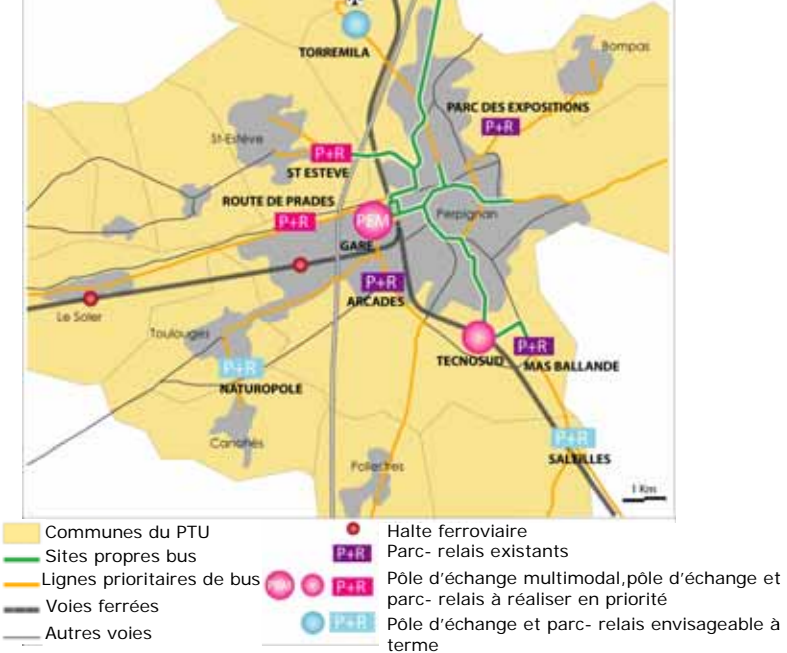 TORREMILA
Bompas
PARC DES EXPOSITIONS
P+R
St-Estève
P+R
ST ESTEVE
ROUTE DE PRADES
P+R
PEM
Perpignan
GARE
P+R
ARCADES
Le Soler
Toulouges
TECNOSUD
P+R
MAS BALLANDE
P+R
NATUROPOLE
P+R
SALEILLES
Canohès
Pollestres
1 Km
Communes du PTU
Sites propres bus
Lignes prioritaires de bus
Voies ferrées
Autres voies
Halte ferroviaire
P+R Parc- relais existants
PEM P+R Pôle d'échange multimodal,pôle d'échange et
parc- relais à réaliser en priorité
P+R Pôle d'échange et parc- relais envisageable à
terme